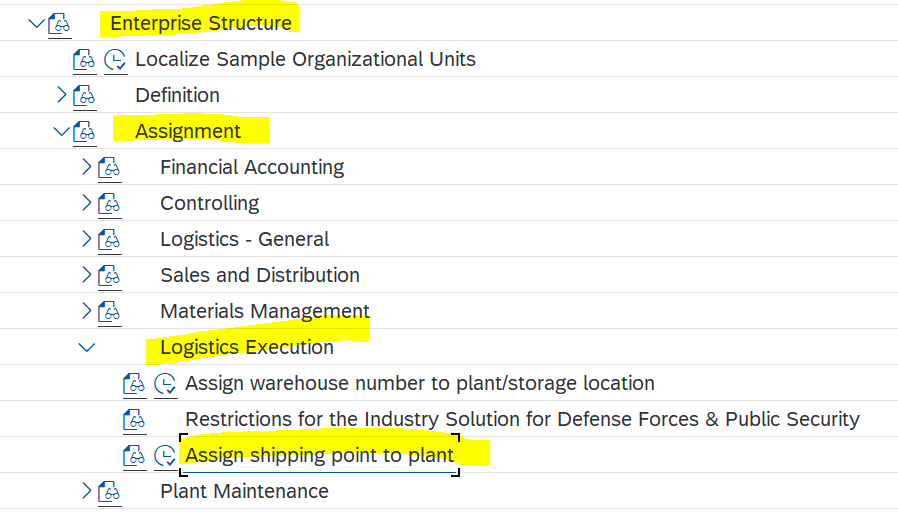 Enterprise Structure
Localize Sample Organizational Units
Definition
Assignment
Financial Accounting
Controlling
Logistics - General
Sales and Distribution
Materials Management
Logistics Execution
Assign warehouse number to plant/storage location
Restrictions for the Industry Solution for Defense Forces & Public Security
Assign shipping point to plant
Plant Maintenance